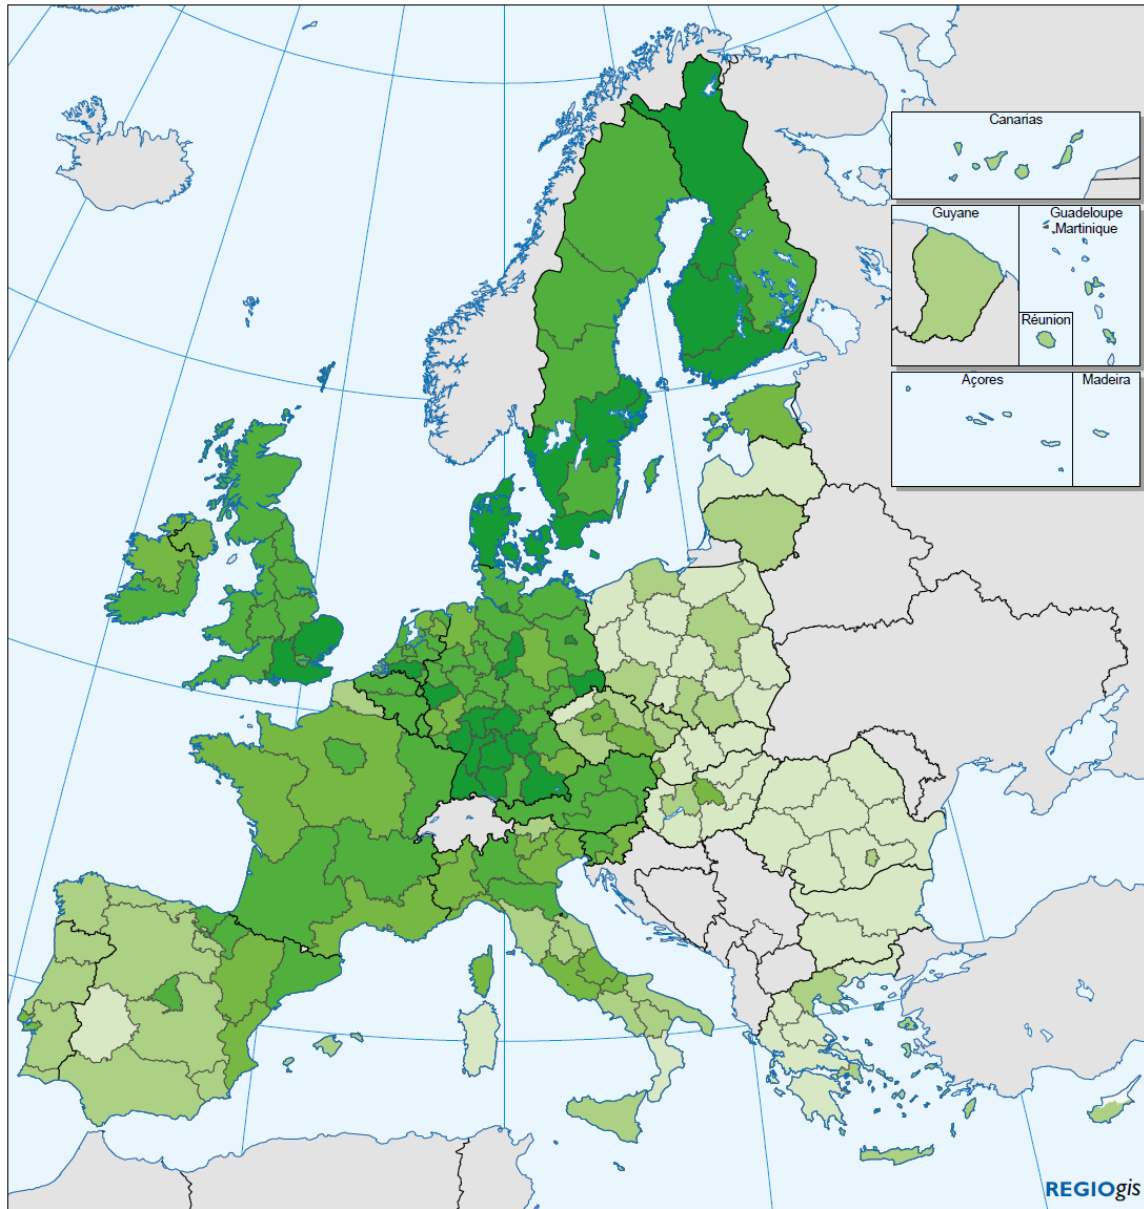 Canarias
Guyane
Guadeloupe
Martinique
Réunion
Açores
Madeira
REGIOgis